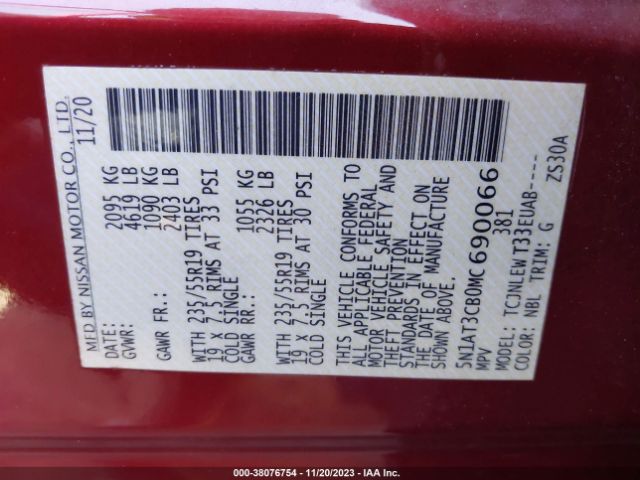 MFD BY NISSAN MOTOR CO., LTD.
DATE: 11/20
GVWR: 2095 KG
4619 LB
GAWR FR.: 1090 KG
2403 LB
WITH 235/55R19 TIRES
19 x 7.5 RIMS AT 33 PSI
COLD SINGLE
GAWR RR.: 1055 KG
2326 LB
WITH 235/55R19 TIRES
19 x 7.5 RIMS AT 30 PSI
COLD SINGLE
THIS VEHICLE CONFORMS TO
ALL APPLICABLE FEDERAL
MOTOR VEHICLE SAFETY AND
THEFT PREVENTION
STANDARDS IN EFFECT ON
THE DATE OF MANUFACTURE
SHOWN ABOVE.
5N1AT3CB0MC690066
MPV 381
MODEL: TCJNLEWT33EUAB----
COLOR: NBL TRIM: G ZS30A
000-38076754 - 11/20/2023 - IAA Inc.